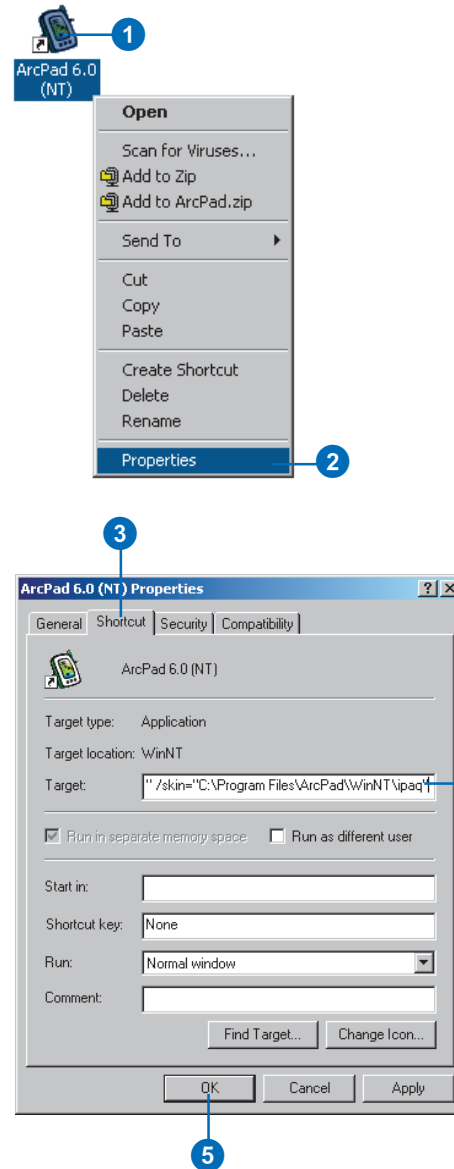 1
ArcPad 6.0
(NT)
Open
Scan for Viruses...
Add to Zip
Add to ArcPad.zip
Send To
Cut
Copy
Paste
Create Shortcut
Delete
Rename
Properties
2
3
ArcPad 6.0 (NT) Properties
General Shortcut Security Compatibility
ArcPad 6.0 (NT)
Target type: Application
Target location: WinNT
Target: " /skin="C:\Program Files\ArcPad\WinNT\ipaq"
Run in separate memory space Run as different user
Start in:
Shortcut key: None
Run: Normal window
Comment:
Find Target... Change Icon...
OK Cancel Apply
5